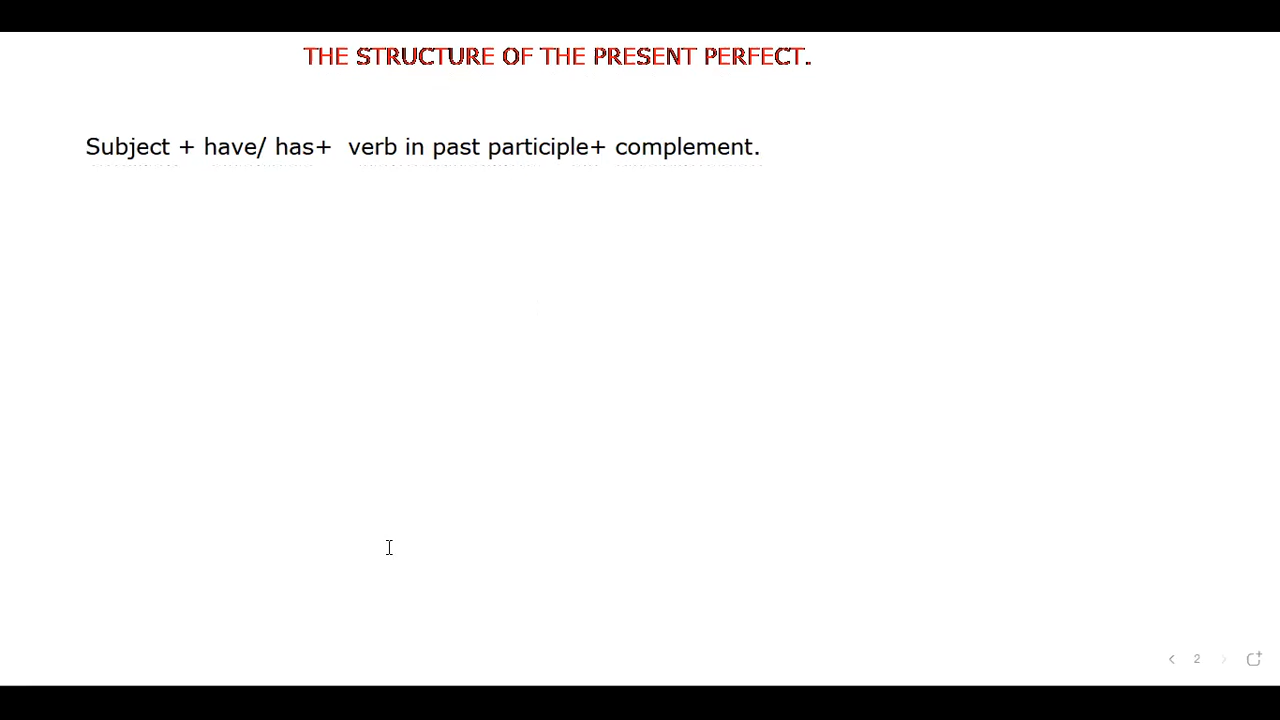 THE STRUCTURE OF THE PRESENT PERFECT.
Subject + have/ has+ verb in past participle+ complement.
2